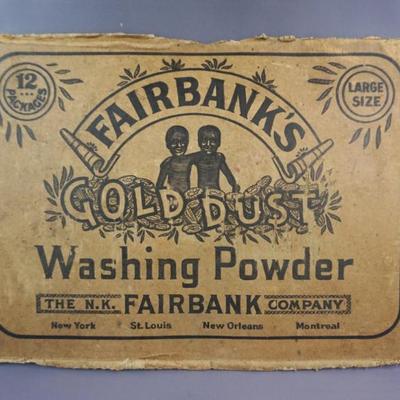 12
PACKAGES
FAIRBANK'S
LARGE
SIZE
GOLD DUST
Washing Powder
THE N.K. FAIRBANK COMPANY
New York St. Louis New Orleans Montreal